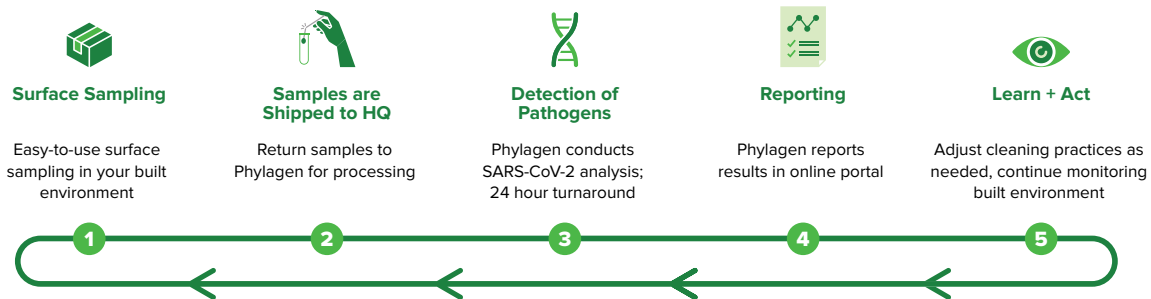 Surface Sampling
Easy-to-use surface
sampling in your built
environment
Samples are
Shipped to HQ
Return samples to
Phylagen for processing
Detection of
Pathogens
Phylagen conducts
SARS-CoV-2 analysis;
24 hour turnaround
Reporting
Phylagen reports
results in online portal
Learn + Act
Adjust cleaning practices as
needed, continue monitoring
built environment
1
2
3
4
5